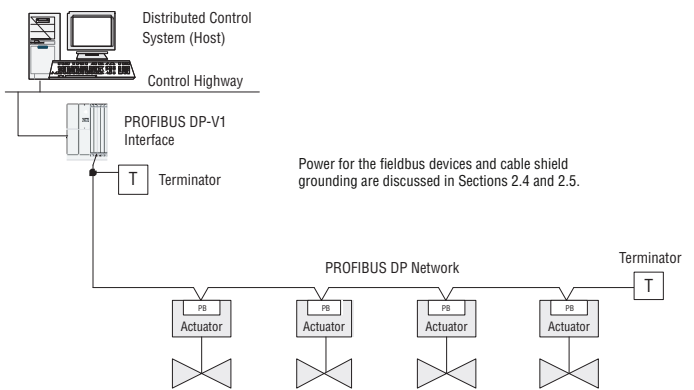 Distributed Control
System (Host)
Control Highway
PROFIBUS DP-V1
Interface
T Terminator
Power for the fieldbus devices and cable shield
grounding are discussed in Sections 2.4 and 2.5.
Terminator
PROFIBUS DP Network
T
PB PB PB PB
Actuator Actuator Actuator Actuator